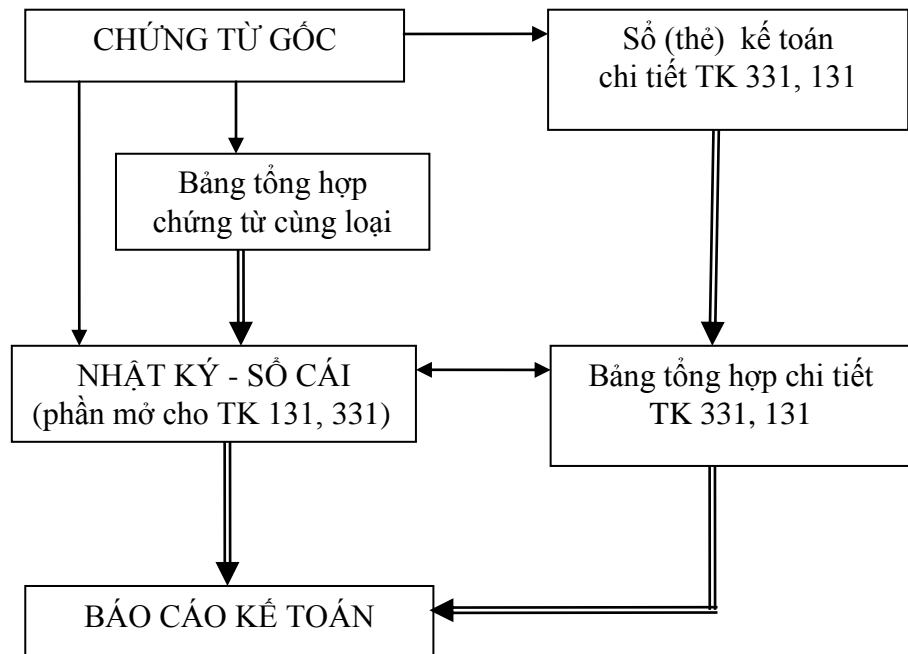 CHỨNG TỪ GỐC
Sổ (thẻ) kế toán
chi tiết TK 331, 131
Bảng tổng hợp
chứng từ cùng loại
NHẬT KÝ - SỔ CÁI
(phần mở cho TK 131, 331)
Bảng tổng hợp chi tiết
TK 331, 131
BÁO CÁO KẾ TOÁN